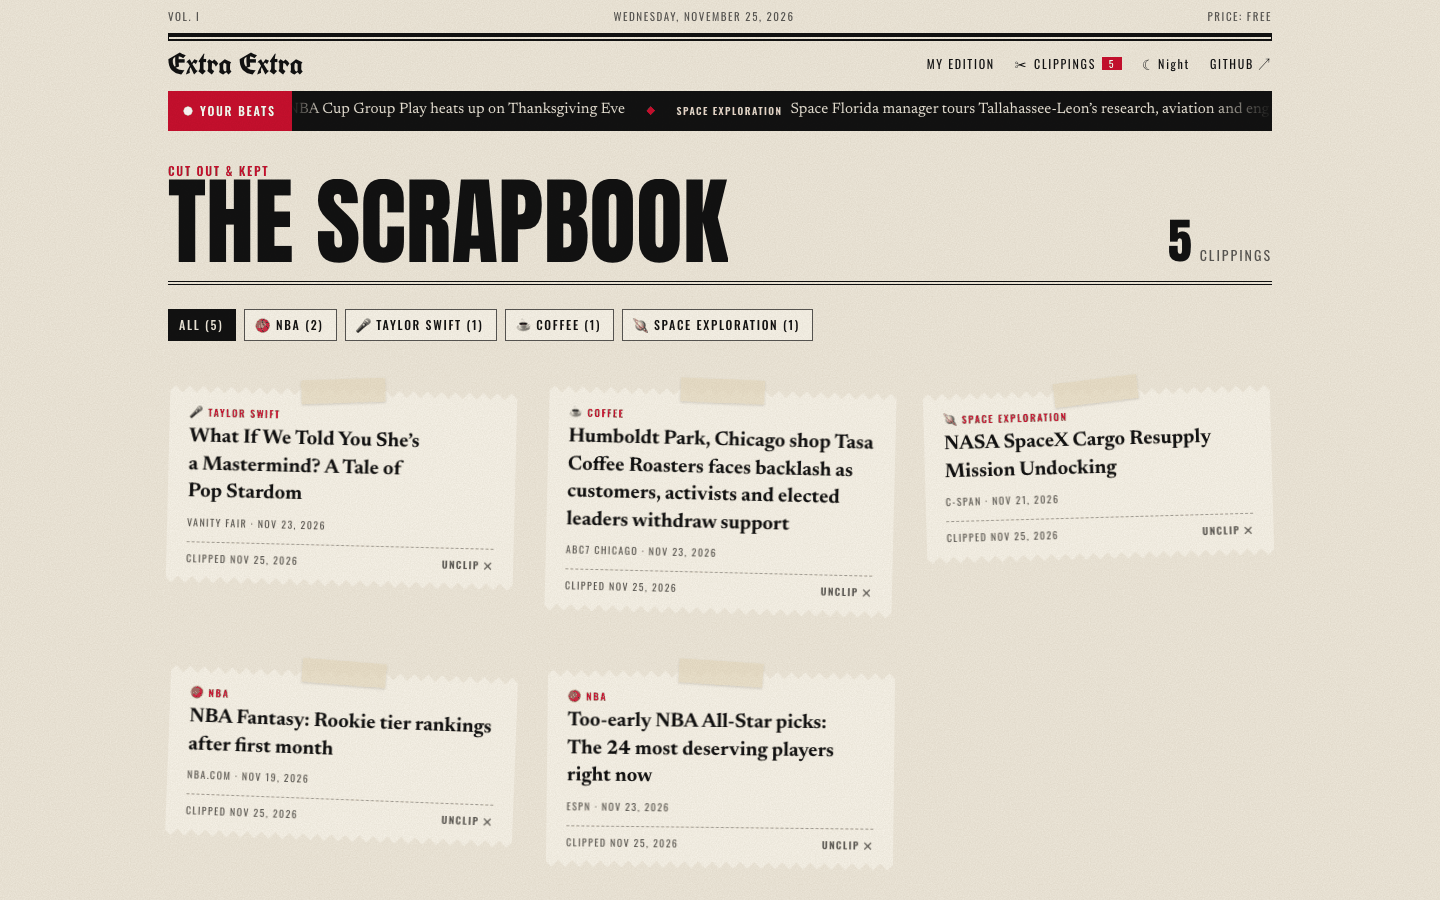 VOL. I
WEDNESDAY, NOVEMBER 25, 2026
PRICE: FREE
Extra Extra
MY EDITION
✂ CLIPPINGS 5
☾ Night
GITHUB ↗
YOUR BEATS
Cup Group Play heats up on Thanksgiving Eve ◆ SPACE EXPLORATION Space Florida manager tours Tallahassee-Leon’s research, aviation and
CUT OUT & KEPT
THE SCRAPBOOK
5 CLIPPINGS
ALL (5)
NBA (2)
TAYLOR SWIFT (1)
COFFEE (1)
SPACE EXPLORATION (1)
TAYLOR SWIFT
What If We Told You She’s
a Mastermind? A Tale of
Pop Stardom
VANITY FAIR · NOV 23, 2026
CLIPPED NOV 25, 2026
UNCLIP ✕
COFFEE
Humboldt Park, Chicago shop Tasa
Coffee Roasters faces backlash as
customers, activists and elected
leaders withdraw support
ABC7 CHICAGO · NOV 23, 2026
CLIPPED NOV 25, 2026
UNCLIP ✕
SPACE EXPLORATION
NASA SpaceX Cargo Resupply
Mission Undocking
C-SPAN · NOV 21, 2026
CLIPPED NOV 25, 2026
UNCLIP ✕
NBA
NBA Fantasy: Rookie tier rankings
after first month
NBA.COM · NOV 19, 2026
CLIPPED NOV 25, 2026
UNCLIP ✕
NBA
Too-early NBA All-Star picks:
The 24 most deserving players
right now
ESPN · NOV 23, 2026
CLIPPED NOV 25, 2026
UNCLIP ✕